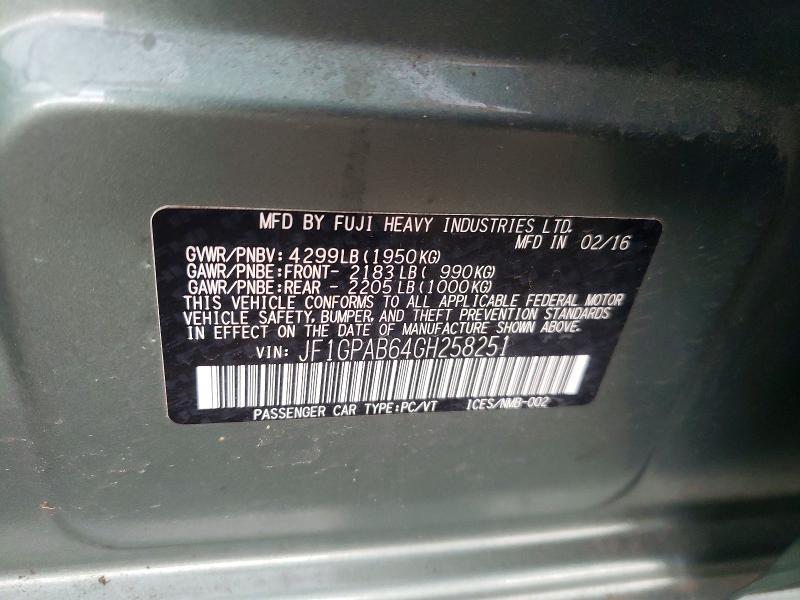 MFD BY FUJI HEAVY INDUSTRIES LTD.
MFD IN 02/16
GVWR/PNBV: 4299LB(1950KG)
GAWR/PNBE:FRONT- 2183LB( 990KG)
GAWR/PNBE:REAR - 2205LB(1000KG)
THIS VEHICLE CONFORMS TO ALL APPLICABLE FEDERAL MOTOR
VEHICLE SAFETY, BUMPER, AND THEFT PREVENTION STANDARDS
IN EFFECT ON THE DATE OF MANUFACTURE SHOWN ABOVE.
VIN: JF1GPAB64GH258251
PASSENGER CAR TYPE:PC/VT ICES/NMB-002